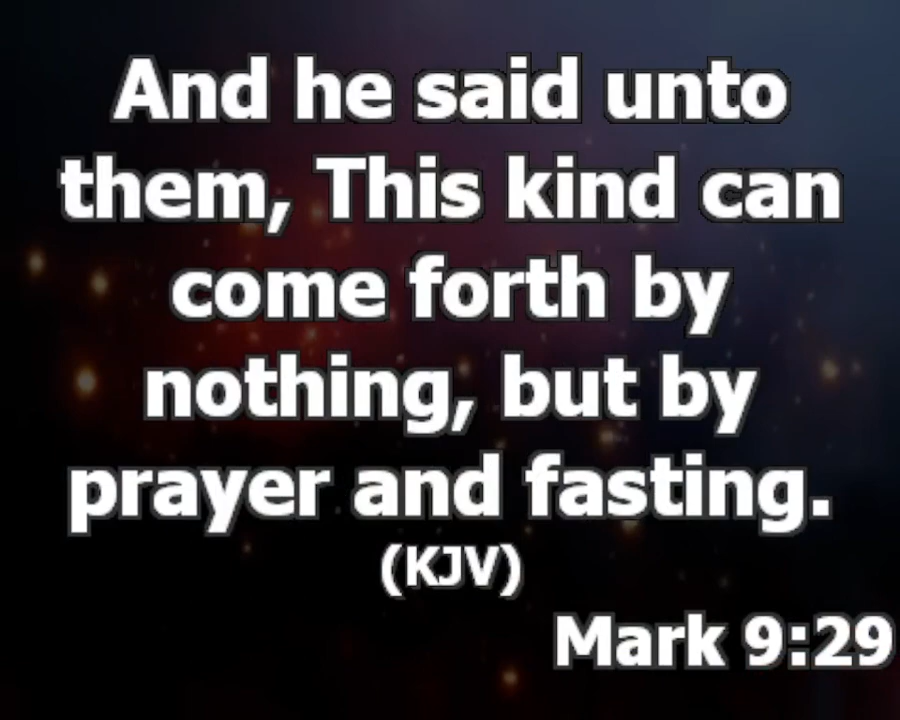 And he said unto
them, This kind can
come forth by
nothing, but by
prayer and fasting.
(KJV)
Mark 9:29